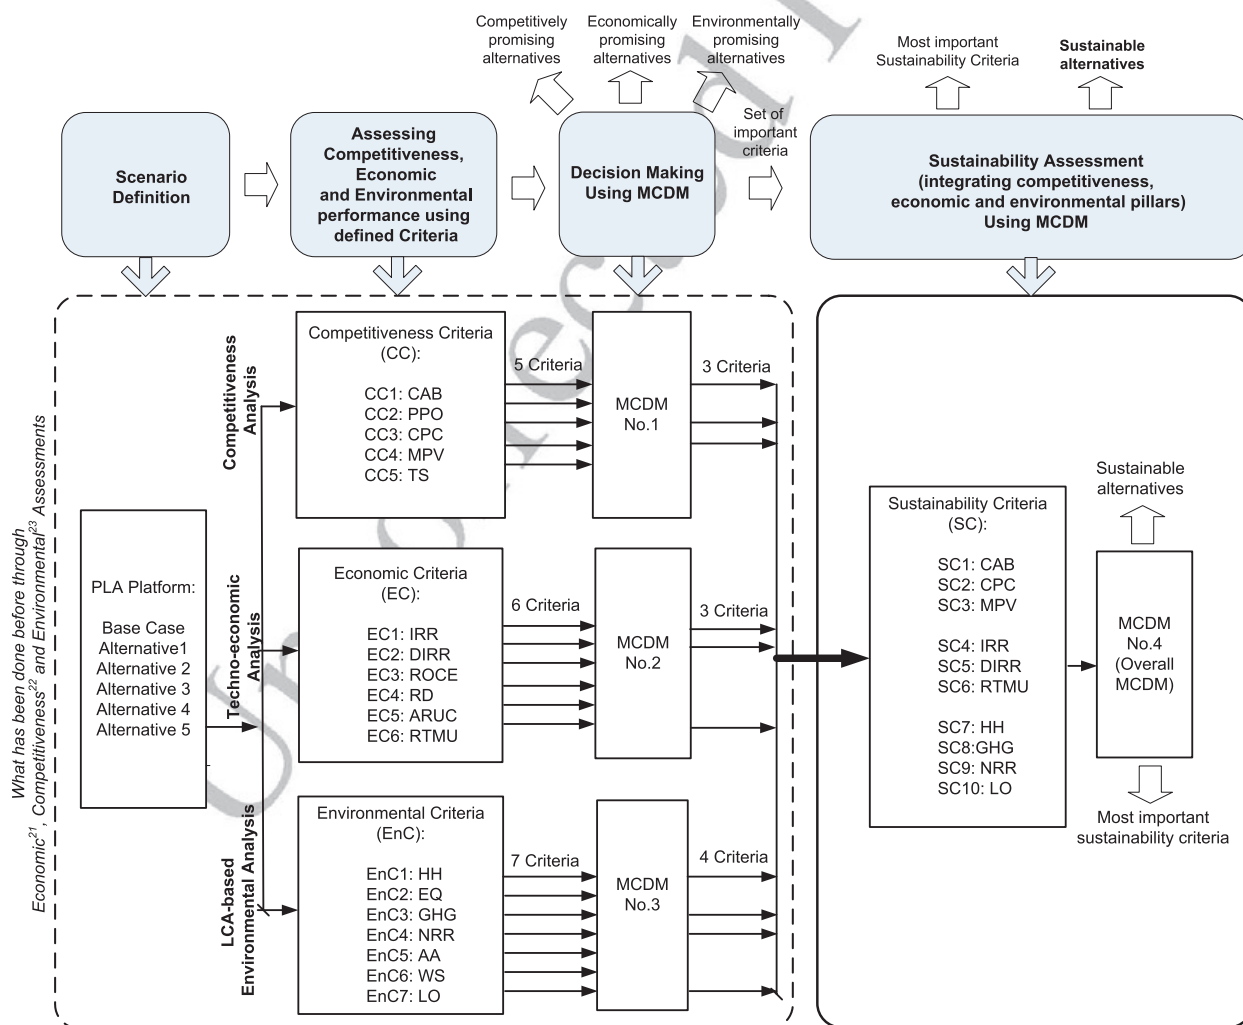 Competitively
promising
alternatives
Economically
promising
alternatives
Environmentally
promising
alternatives
Most important
Sustainability Criteria
Sustainable
alternatives
Set of
important
criteria
Scenario
Definition
Assessing
Competitiveness,
Economic
and Environmental
performance using
defined Criteria
Decision Making
Using MCDM
Sustainability Assessment
(integrating competitiveness,
economic and environmental pillars)
Using MCDM
What has been done before through
Economic21, Competitiveness22 and Environmental23 Assessments
PLA Platform:
Base Case
Alternative1
Alternative 2
Alternative 3
Alternative 4
Alternative 5
Competitiveness
Analysis
Techno-economic
Analysis
LCA-based
Environmental Analysis
Competitiveness Criteria
(CC):
CC1: CAB
CC2: PPO
CC3: CPC
CC4: MPV
CC5: TS
5 Criteria
MCDM
No.1
3 Criteria
Economic Criteria
(EC):
EC1: IRR
EC2: DIRR
EC3: ROCE
EC4: RD
EC5: ARUC
EC6: RTMU
6 Criteria
MCDM
No.2
3 Criteria
Environmental Criteria
(EnC):
EnC1: HH
EnC2: EQ
EnC3: GHG
EnC4: NRR
EnC5: AA
EnC6: WS
EnC7: LO
7 Criteria
MCDM
No.3
4 Criteria
Sustainability Criteria
(SC):
SC1: CAB
SC2: CPC
SC3: MPV
SC4: IRR
SC5: DIRR
SC6: RTMU
SC7: HH
SC8:GHG
SC9: NRR
SC10: LO
Sustainable
alternatives
MCDM
No.4
(Overall
MCDM)
Most important
sustainability criteria